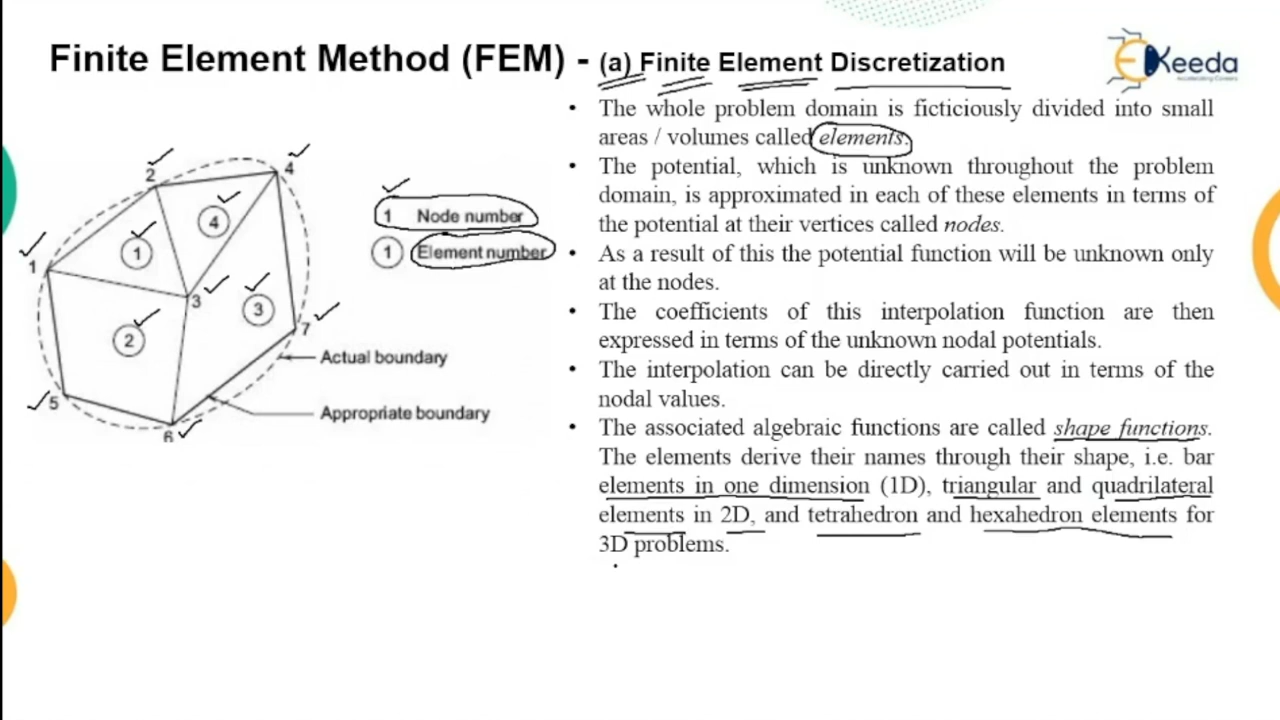 Finite Element Method (FEM) - (a) Finite Element Discretization
EKeeda
• The whole problem domain is ficticiously divided into small
areas / volumes called elements.
• The potential, which is unknown throughout the problem
domain, is approximated in each of these elements in terms of
the potential at their vertices called nodes.
• As a result of this the potential function will be unknown only
at the nodes.
• The coefficients of this interpolation function are then
expressed in terms of the unknown nodal potentials.
• The interpolation can be directly carried out in terms of the
nodal values.
• The associated algebraic functions are called shape functions.
The elements derive their names through their shape, i.e. bar
elements in one dimension (1D), triangular and quadrilateral
elements in 2D, and tetrahedron and hexahedron elements for
3D problems.
2
4
4
1
1
3
3
2
7
5
6
1 Node number
1 Element number
Actual boundary
Appropriate boundary